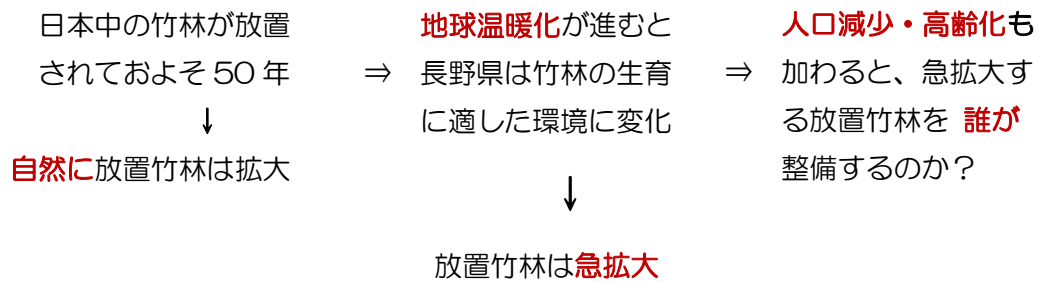 日本中の竹林が放置
されておよそ50年
↓
自然に放置竹林は拡大
⇒
地球温暖化が進むと
長野県は竹林の生育
に適した環境に変化
↓
放置竹林は急拡大
⇒
人口減少・高齢化も
加わると、急拡大す
る放置竹林を 誰が
整備するのか？